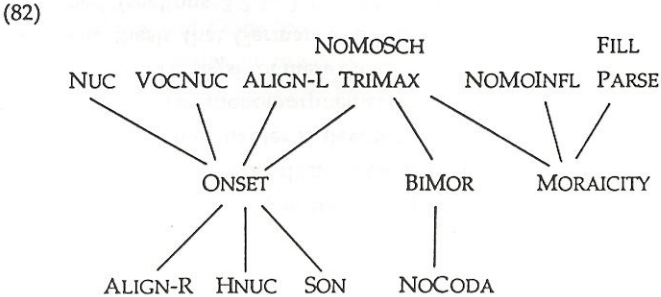 (82)
NOMOSCH FILL
NUC VOCNUC ALIGN-L TRIMAX NOMOINFL PARSE
ONSET BIMOR MORAICITY
ALIGN-R HNUC SON NOCODA